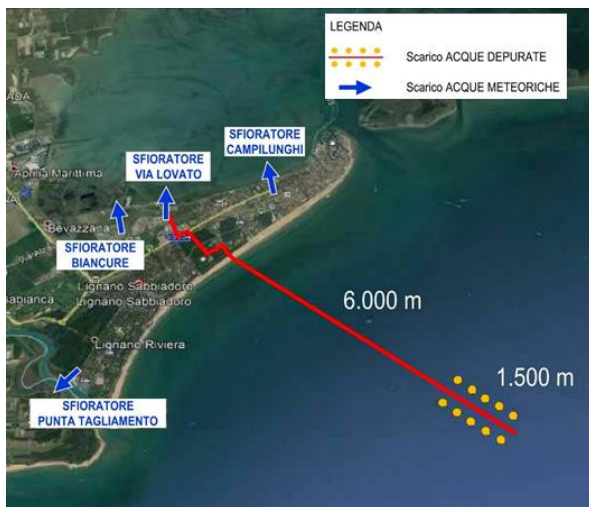 LEGENDA
Scarico ACQUE DEPURATE
Scarico ACQUE METEORICHE
SFIORATORE
CAMPILUNGHI
SFIORATORE
VIA LOVATO
Aprilia Marittima
Bevazzana
SFIORATORE
BIANCURE
Lignano Sabbiadoro
Lignano Sabbiadoro
6.000 m
Lignano Riviera
1.500 m
SFIORATORE
PUNTA TAGLIAMENTO